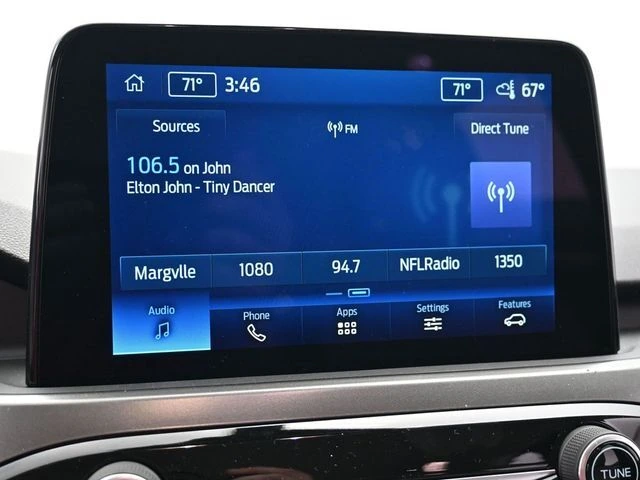 71° 3:46 71° 67°
Sources FM Direct Tune
106.5 on John
Elton John - Tiny Dancer
Margvlle 1080 94.7 NFLRadio 1350
Audio Phone Apps Settings Features
TUNE